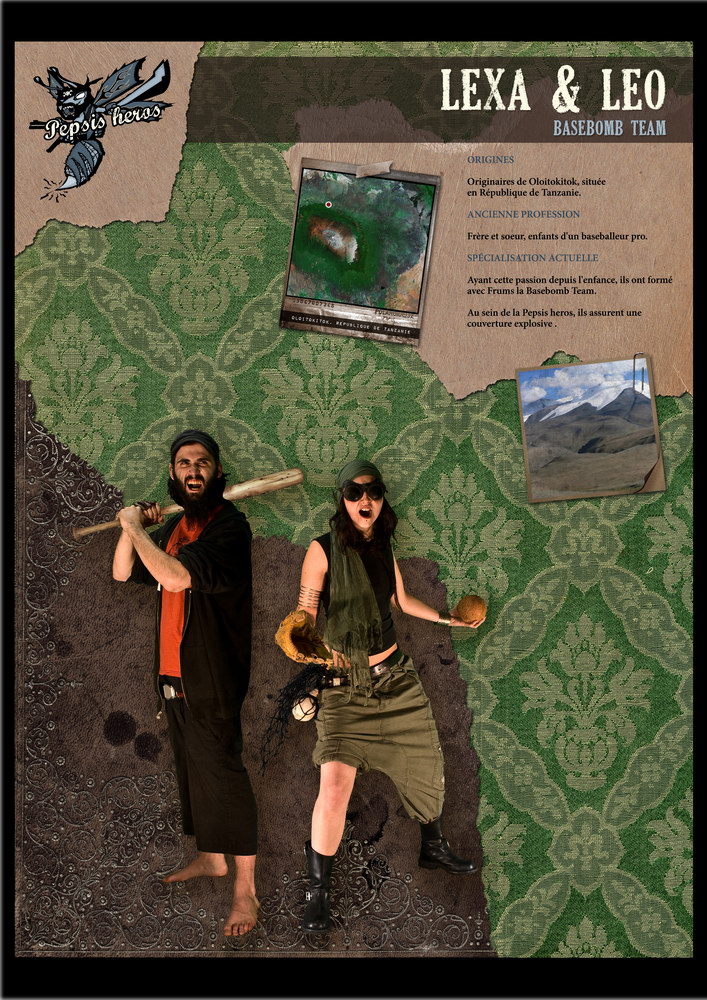 Pepsis heros
LEXA & LEO
BASEBOMB TEAM
ORIGINES
Originaires de Oloitokitok, située
en République de Tanzanie.
ANCIENNE PROFESSION
Frère et soeur, enfants d'un baseballeur pro.
SPÉCIALISATION ACTUELLE
Ayant cette passion depuis l'enfance, ils ont formé
avec Frums la Basebomb Team.
Au sein de la Pepsis heros, ils assurent une
couverture explosive .
OLOITOKITOK, RÉPUBLIQUE DE TANZANIE